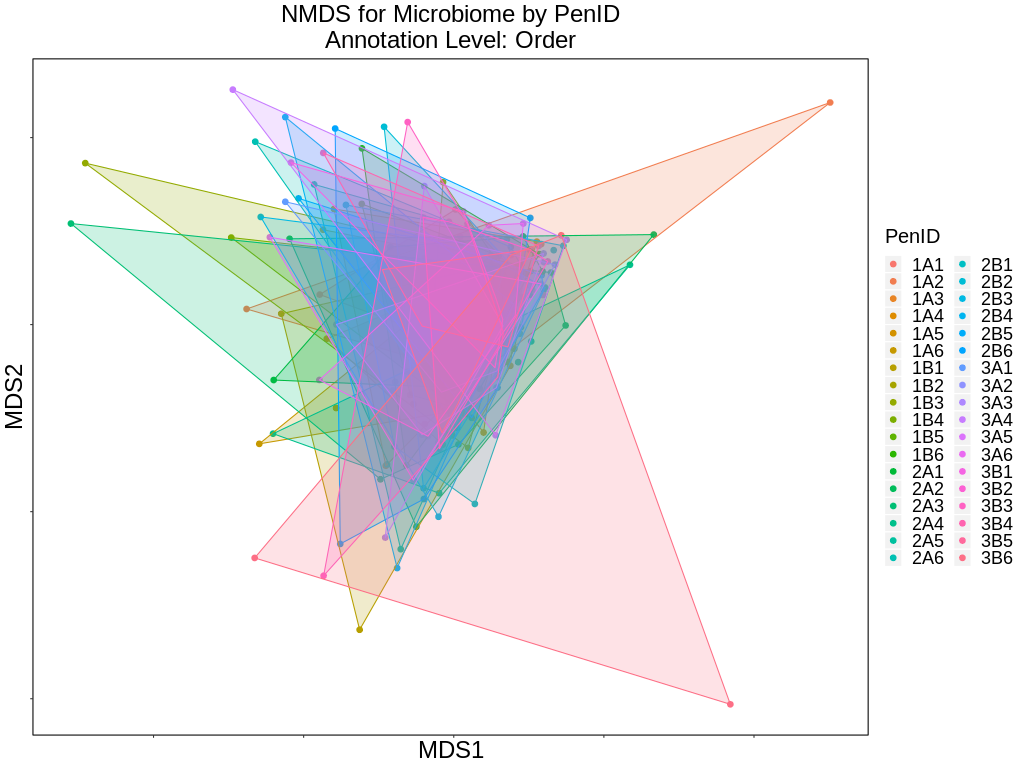 NMDS for Microbiome by PenID
Annotation Level: Order
MDS2
MDS1
PenID
1A1 2B1
1A2 2B2
1A3 2B3
1A4 2B4
1A5 2B5
1A6 2B6
1B1 3A1
1B2 3A2
1B3 3A3
1B4 3A4
1B5 3A5
1B6 3A6
2A1 3B1
2A2 3B2
2A3 3B3
2A4 3B4
2A5 3B5
2A6 3B6